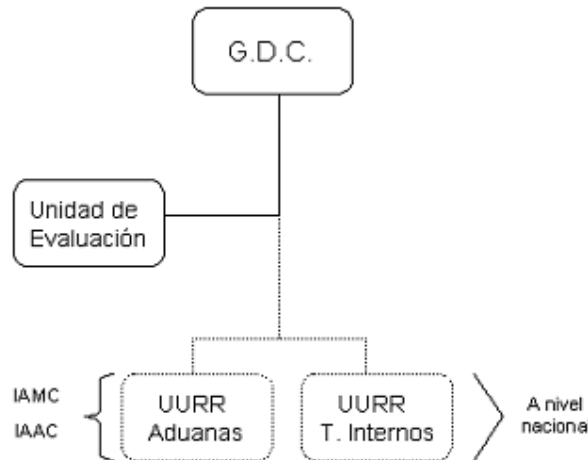 G.D.C.
Unidad de
Evaluación
IAMC
IAAC
UURR
Aduanas
UURR
T. Internos
A nivel
naciona